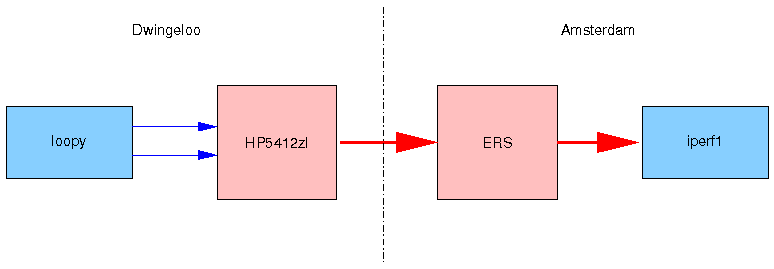 Dwingeloo
Amsterdam
loopy
HP5412zl
ERS
iperf1